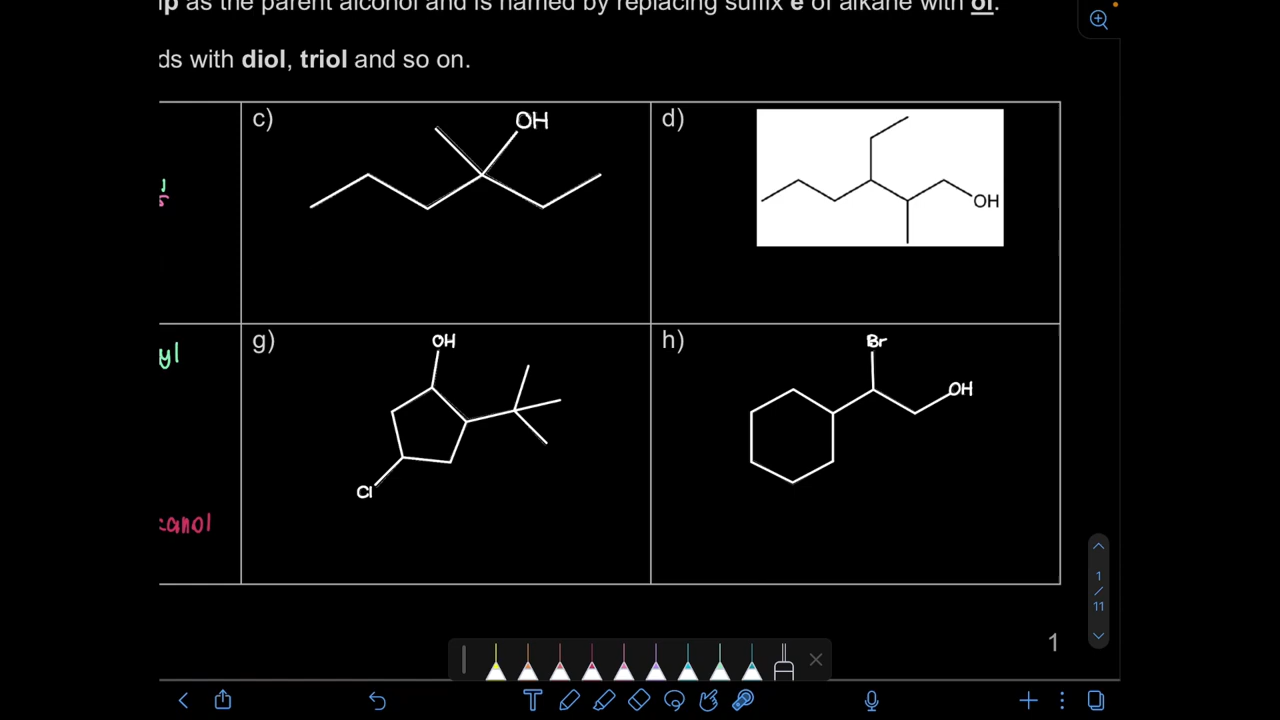 lp as the parent alcohol and is named by replacing suffix e of alkane with ol.
ds with diol, triol and so on.
c)
OH
d)
OH
yl
g)
OH
Cl
h)
Br
OH
anol
1
/
11
1